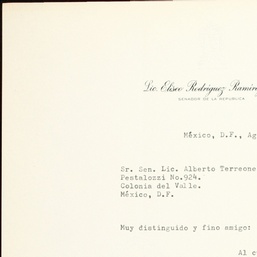 Lic. Eliseo Rodríguez Ramír
SENADOR DE LA REPUBLICA
México, D.F., Ag
Sr. Sen. Lic. Alberto Terrone
Pestalozzi No.924.
Colonia del Valle.
México, D.F.
Muy distinguido y fino amigo:
Al